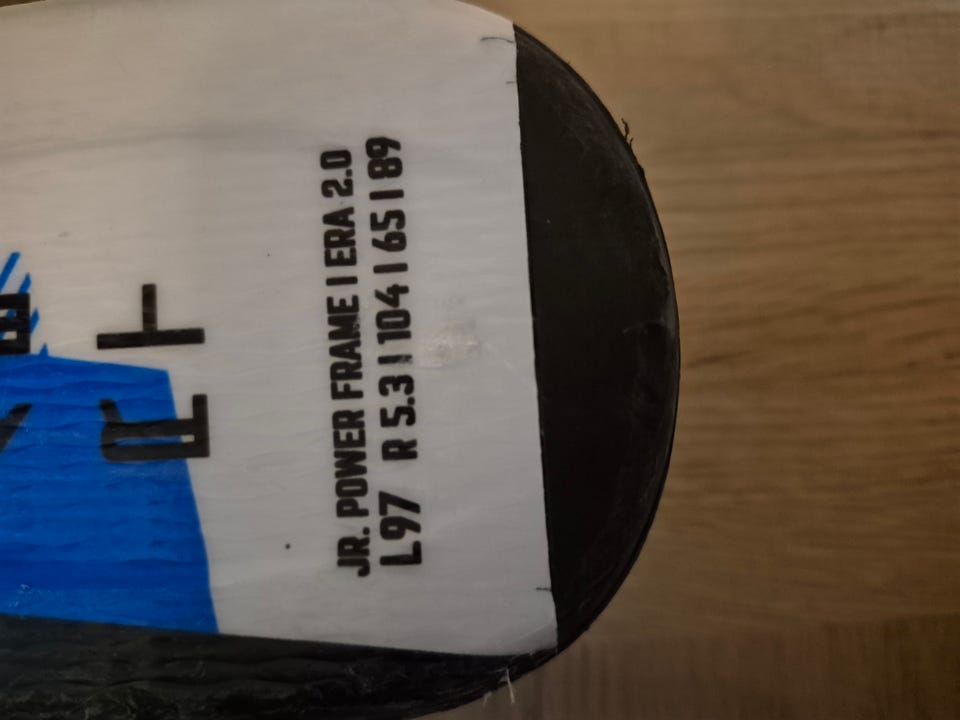 JR. POWER FRAME | ERA 2.0
L97 R 5.3 | 104 | 65 | 89